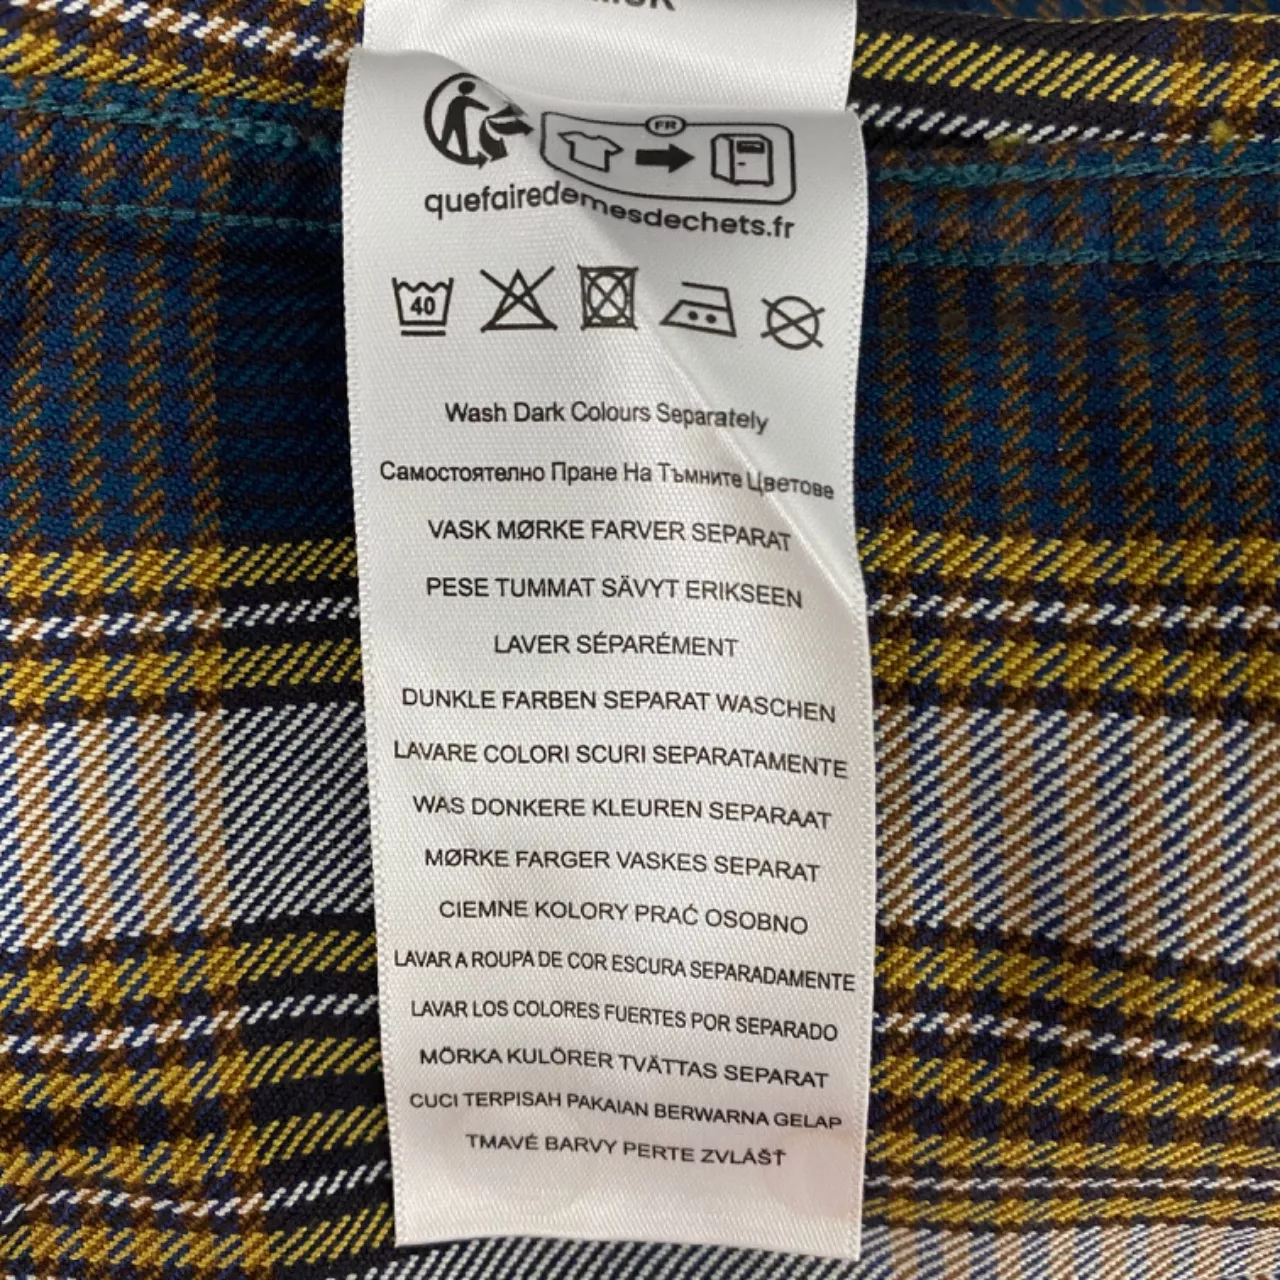 FR
quefairedemesdechets.fr
40
Wash Dark Colours Separately
Самостоятелно Пране На Тъмните Цветове
VASK MØRKE FARVER SEPARAT
PESE TUMMAT SÄVYT ERIKSEEN
LAVER SÉPARÉMENT
DUNKLE FARBEN SEPARAT WASCHEN
LAVARE COLORI SCURI SEPARATAMENTE
WAS DONKERE KLEUREN SEPARAAT
MØRKE FARGER VASKES SEPARAT
CIEMNE KOLORY PRAĆ OSOBNO
LAVAR A ROUPA DE COR ESCURA SEPARADAMENTE
LAVAR LOS COLORES FUERTES POR SEPARADO
MÖRKA KULÖRER TVÄTTAS SEPARAT
CUCI TERPISAH PAKAIAN BERWARNA GELAP
TMAVÉ BARVY PERTE ZVLÁŠŤ